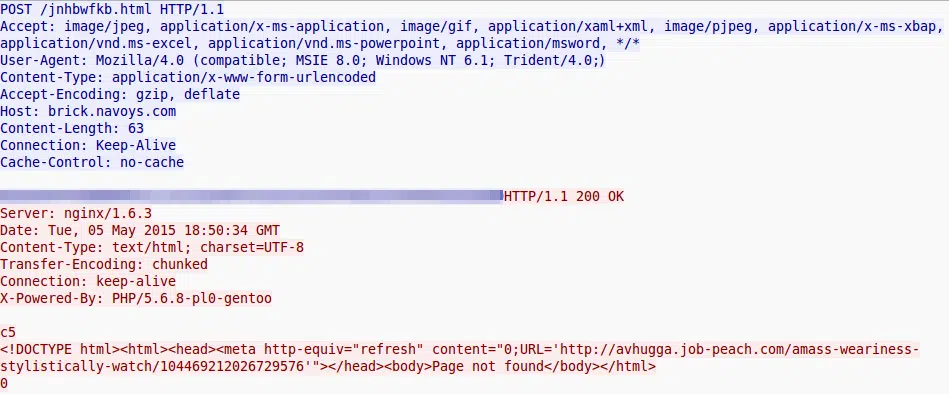 POST /jnhbwfkb.html HTTP/1.1
Accept: image/jpeg, application/x-ms-application, image/gif, application/xaml+xml, image/pjpeg, application/x-ms-xbap,
application/vnd.ms-excel, application/vnd.ms-powerpoint, application/msword, */*
User-Agent: Mozilla/4.0 (compatible; MSIE 8.0; Windows NT 6.1; Trident/4.0;)
Content-Type: application/x-www-form-urlencoded
Accept-Encoding: gzip, deflate
Host: brick.navoys.com
Content-Length: 63
Connection: Keep-Alive
Cache-Control: no-cache
HTTP/1.1 200 OK
Server: nginx/1.6.3
Date: Tue, 05 May 2015 18:50:34 GMT
Content-Type: text/html; charset=UTF-8
Transfer-Encoding: chunked
Connection: keep-alive
X-Powered-By: PHP/5.6.8-pl0-gentoo
c5
<!DOCTYPE html><html><head><meta http-equiv="refresh" content="0;URL='http://avhugga.job-peach.com/amass-weariness-
stylistically-watch/104469212026729576'"></head><body>Page not found</body></html>
0